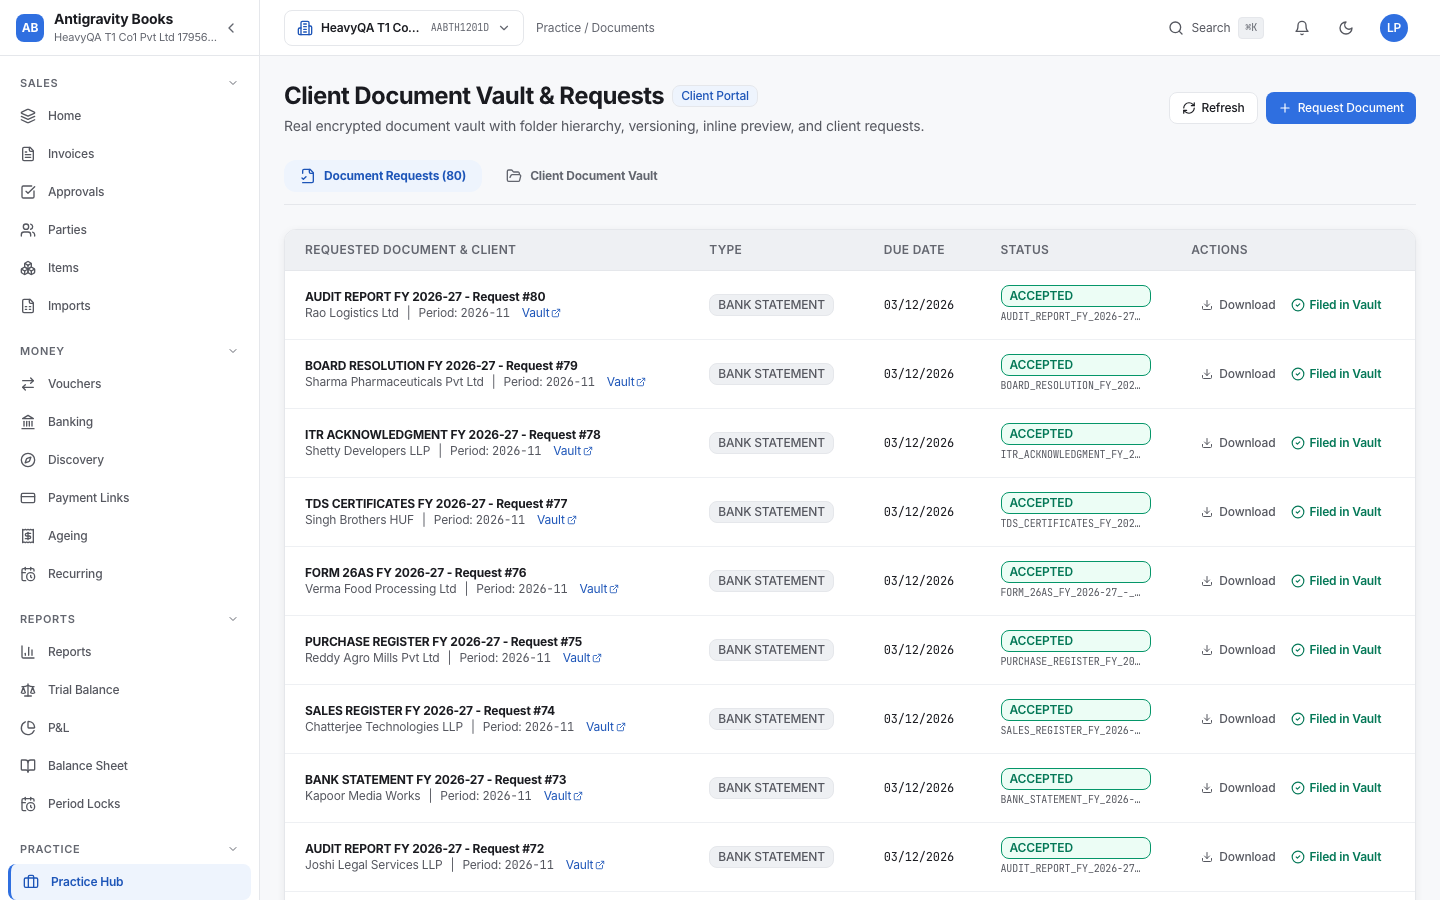 AB
Antigravity Books
HeavyQA T1 Co1 Pvt Ltd 17956...
HeavyQA T1 Co... AABTH1201D
Practice / Documents
Search ⌘K
LP
SALES
Home
Invoices
Approvals
Parties
Items
Imports
MONEY
Vouchers
Banking
Discovery
Payment Links
Ageing
Recurring
REPORTS
Reports
Trial Balance
P&L
Balance Sheet
Period Locks
PRACTICE
Practice Hub
Client Document Vault & Requests Client Portal
Real encrypted document vault with folder hierarchy, versioning, inline preview, and client requests.
Refresh
Request Document
Document Requests (80)
Client Document Vault
REQUESTED DOCUMENT & CLIENT TYPE DUE DATE STATUS ACTIONS
AUDIT REPORT FY 2026-27 - Request #80
Rao Logistics Ltd | Period: 2026-11 Vault
BANK STATEMENT 03/12/2026 ACCEPTED
AUDIT_REPORT_FY_2026-27…
Download Filed in Vault
BOARD RESOLUTION FY 2026-27 - Request #79
Sharma Pharmaceuticals Pvt Ltd | Period: 2026-11 Vault
BANK STATEMENT 03/12/2026 ACCEPTED
BOARD_RESOLUTION_FY_202…
Download Filed in Vault
ITR ACKNOWLEDGMENT FY 2026-27 - Request #78
Shetty Developers LLP | Period: 2026-11 Vault
BANK STATEMENT 03/12/2026 ACCEPTED
ITR_ACKNOWLEDGMENT_FY_2…
Download Filed in Vault
TDS CERTIFICATES FY 2026-27 - Request #77
Singh Brothers HUF | Period: 2026-11 Vault
BANK STATEMENT 03/12/2026 ACCEPTED
TDS_CERTIFICATES_FY_202…
Download Filed in Vault
FORM 26AS FY 2026-27 - Request #76
Verma Food Processing Ltd | Period: 2026-11 Vault
BANK STATEMENT 03/12/2026 ACCEPTED
FORM_26AS_FY_2026-27_-_…
Download Filed in Vault
PURCHASE REGISTER FY 2026-27 - Request #75
Reddy Agro Mills Pvt Ltd | Period: 2026-11 Vault
BANK STATEMENT 03/12/2026 ACCEPTED
PURCHASE_REGISTER_FY_20…
Download Filed in Vault
SALES REGISTER FY 2026-27 - Request #74
Chatterjee Technologies LLP | Period: 2026-11 Vault
BANK STATEMENT 03/12/2026 ACCEPTED
SALES_REGISTER_FY_2026-…
Download Filed in Vault
BANK STATEMENT FY 2026-27 - Request #73
Kapoor Media Works | Period: 2026-11 Vault
BANK STATEMENT 03/12/2026 ACCEPTED
BANK_STATEMENT_FY_2026-…
Download Filed in Vault
AUDIT REPORT FY 2026-27 - Request #72
Joshi Legal Services LLP | Period: 2026-11 Vault
BANK STATEMENT 03/12/2026 ACCEPTED
AUDIT_REPORT_FY_2026-27…
Download Filed in Vault